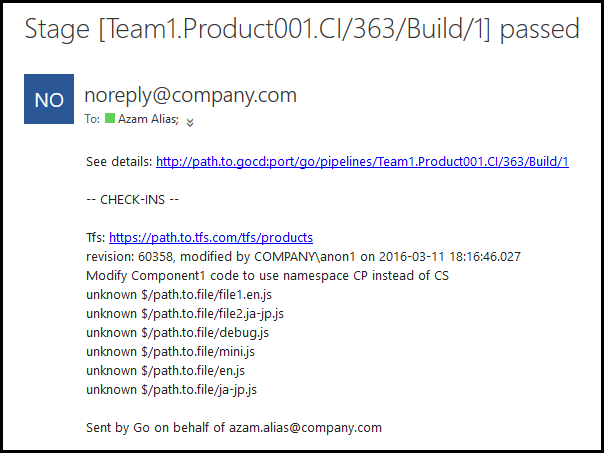 Stage [Team1.Product001.CI/363/Build/1] passed
NO
noreply@company.com
To: Azam Alias;
See details: http://path.to.gocd:port/go/pipelines/Team1.Product001.CI/363/Build/1
-- CHECK-INS --
Tfs: https://path.to.tfs.com/tfs/products
revision: 60358, modified by COMPANY\anon1 on 2016-03-11 18:16:46.027
Modify Component1 code to use namespace CP instead of CS
unknown $/path.to.file/file1.en.js
unknown $/path.to.file/file2.ja-jp.js
unknown $/path.to.file/debug.js
unknown $/path.to.file/mini.js
unknown $/path.to.file/en.js
unknown $/path.to.file/ja-jp.js
Sent by Go on behalf of azam.alias@company.com